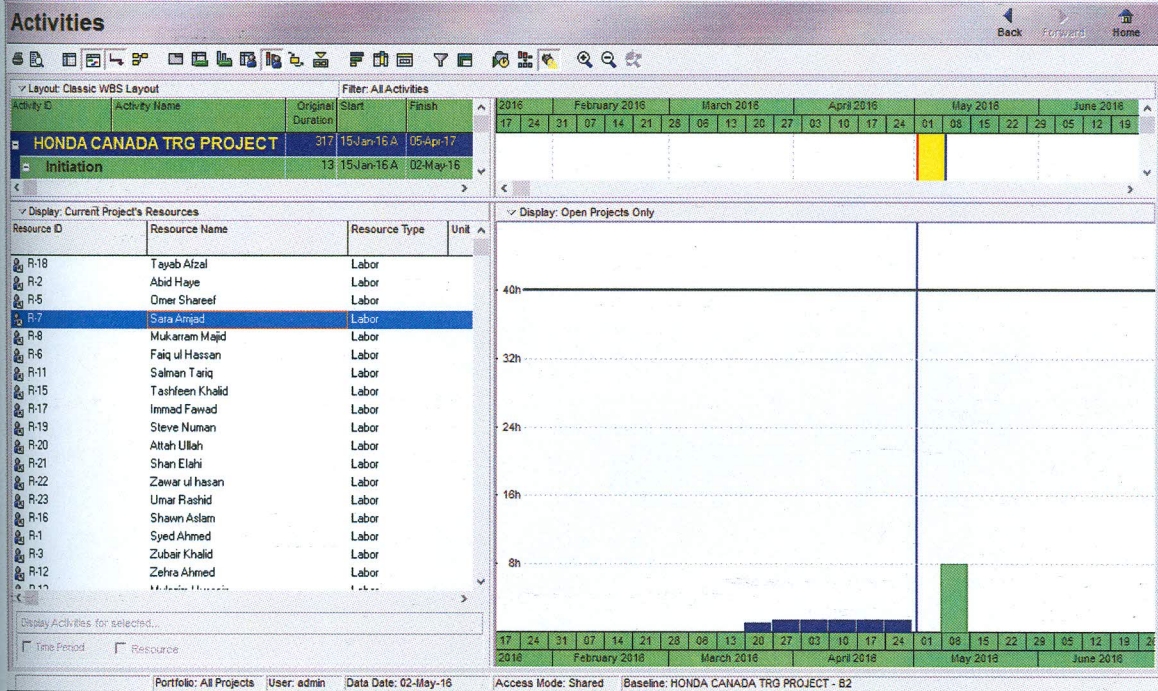 Activities
Back Forward Home
Layout: Classic WBS Layout Filter: All Activities
Activity ID Activity Name Original Duration Start Finish
2016 February 2016 March 2016 April 2016 May 2016 June 2016
17 24 31 07 14 21 28 06 13 20 27 03 10 17 24 01 08 15 22 29 05 12 19
HONDA CANADA TRG PROJECT 317 15-Jan-16 A 05-Apr-17
Initiation 13 15-Jan-16 A 02-May-16
Display: Current Project's Resources
Display: Open Projects Only
Resource ID Resource Name Resource Type Unit
R-18 Tayab Afzal Labor
R-2 Abid Haye Labor
R-5 Omer Shareef Labor
R-7 Sara Amjad Labor
R-8 Mukarram Majid Labor
R-6 Faiq ul Hassan Labor
R-11 Salman Tariq Labor
R-15 Tashfeen Khalid Labor
R-17 Immad Fawad Labor
R-19 Steve Numan Labor
R-20 Attah Ullah Labor
R-21 Shan Elahi Labor
R-22 Zawar ul hasan Labor
R-23 Umar Rashid Labor
R-16 Shawn Aslam Labor
R-1 Syed Ahmed Labor
R-3 Zubair Khalid Labor
R-12 Zehra Ahmed Labor
40h
32h
24h
16h
8h
Display Activities for selected...
Time Period Resource
17 24 31 07 14 21 28 06 13 20 27 03 10 17 24 01 08 15 22 29 05 12 19
2016 February 2016 March 2016 April 2016 May 2016 June 2016
Portfolio: All Projects User: admin Data Date: 02-May-16 Access Mode: Shared Baseline: HONDA CANADA TRG PROJECT - B2